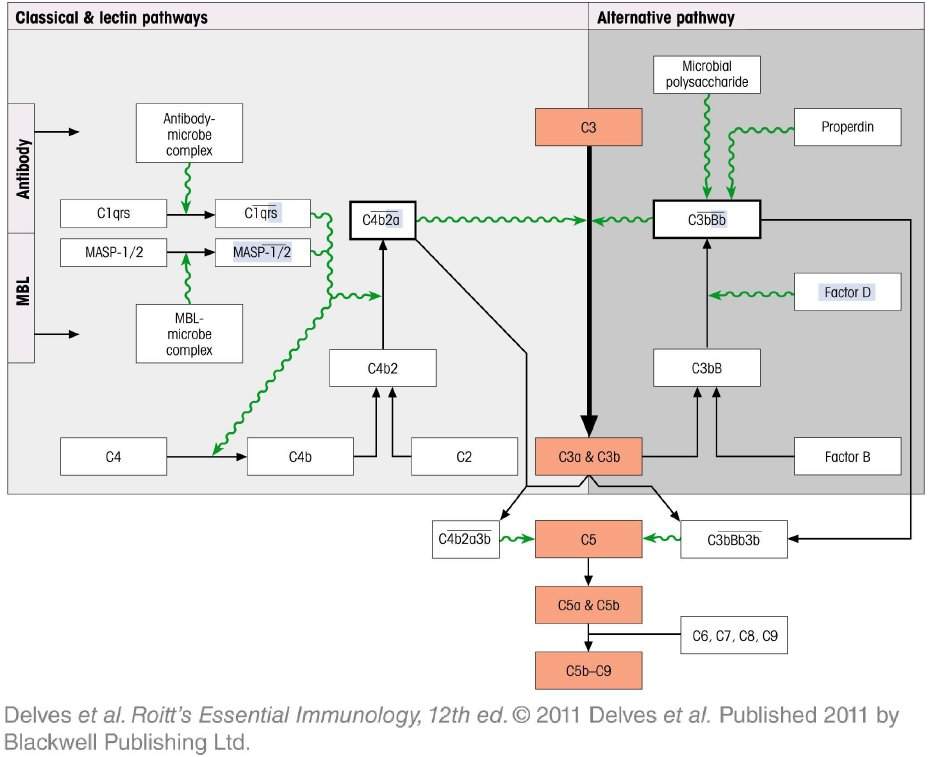 Classical & lectin pathways
Alternative pathway
Microbial
polysaccharide
Antibody-
microbe
complex
C3
Properdin
Antibody
C1qrs
C1qrs
C4b2a
C3bBb
MASP-1/2
MASP-1/2
MBL
Factor D
MBL-
microbe
complex
C4b2
C3bB
C4
C4b
C2
C3a & C3b
Factor B
C4b2a3b
C5
C3bBb3b
C5a & C5b
C6, C7, C8, C9
C5b–C9
Delves et al. Roitt's Essential Immunology, 12th ed. © 2011 Delves et al. Published 2011 by
Blackwell Publishing Ltd.